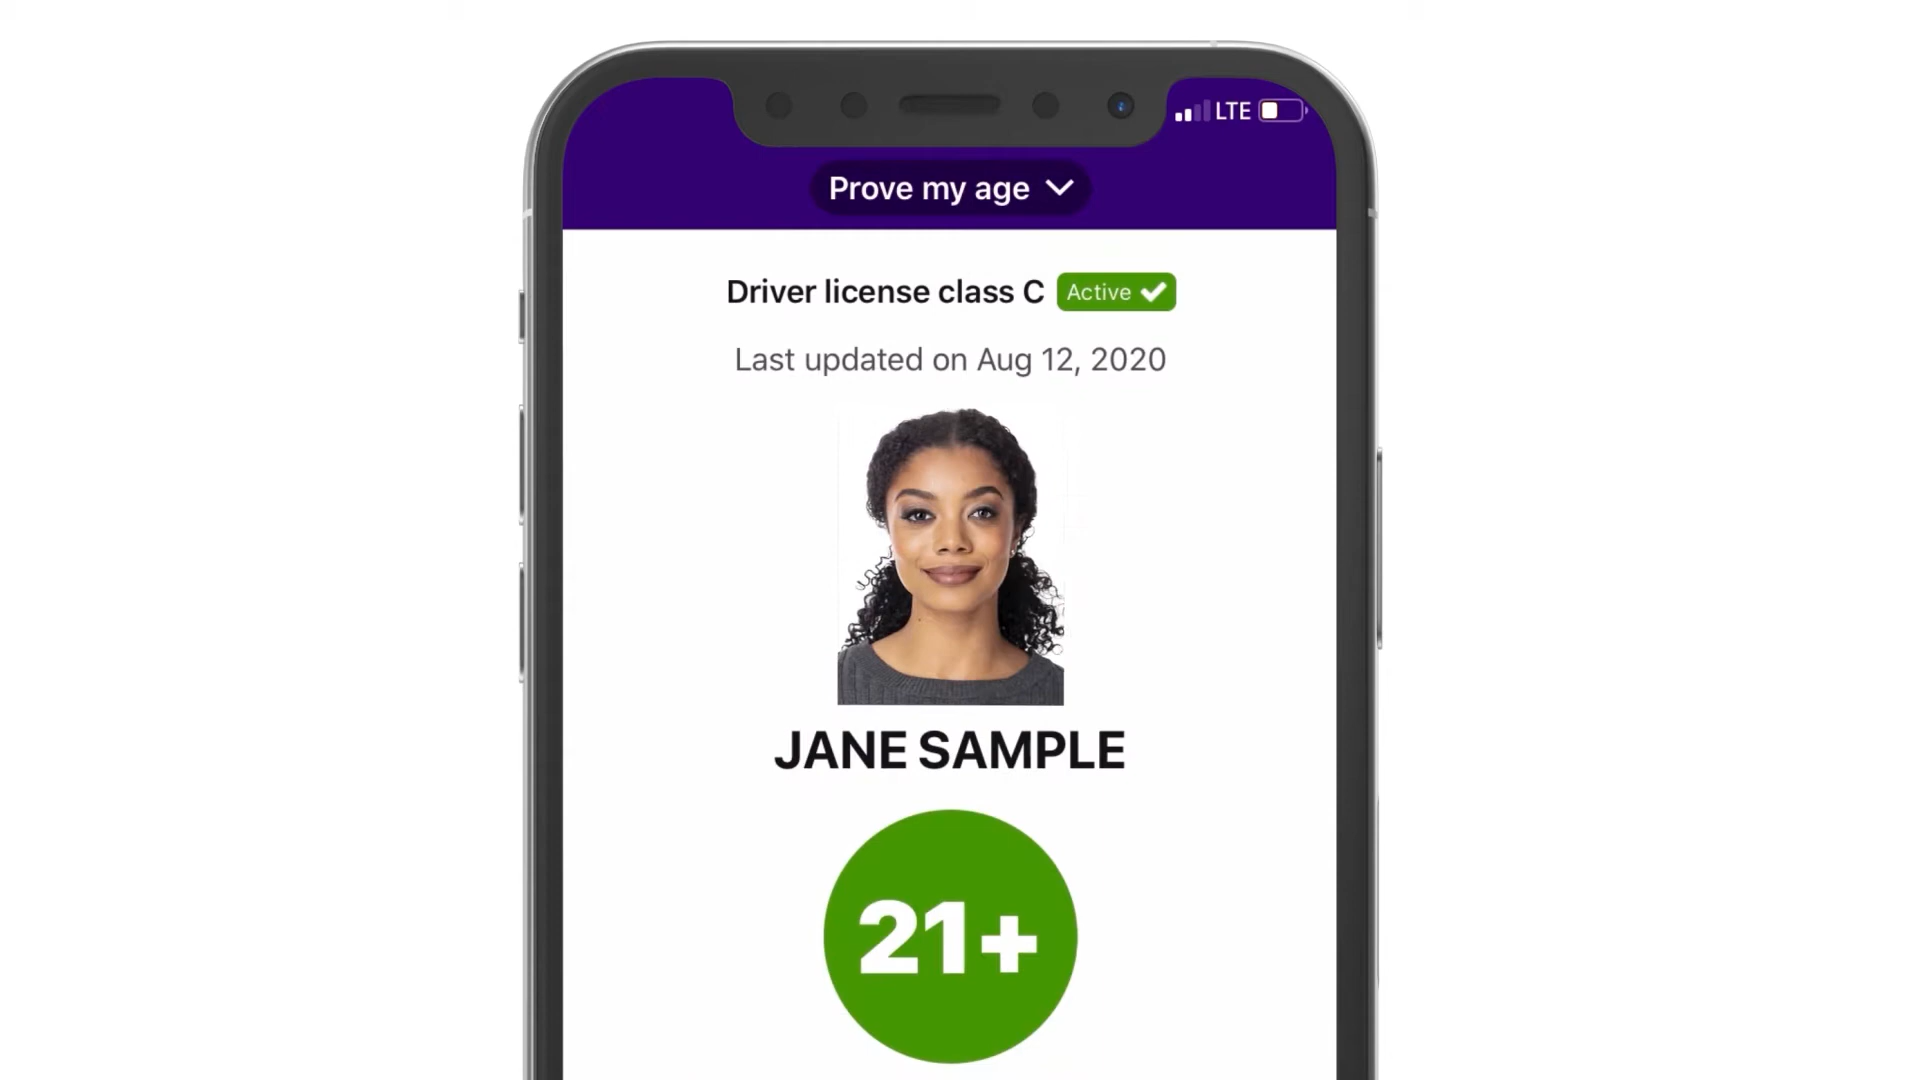 LTE
Prove my age
Driver license class C Active
Last updated on Aug 12, 2020
JANE SAMPLE
21+